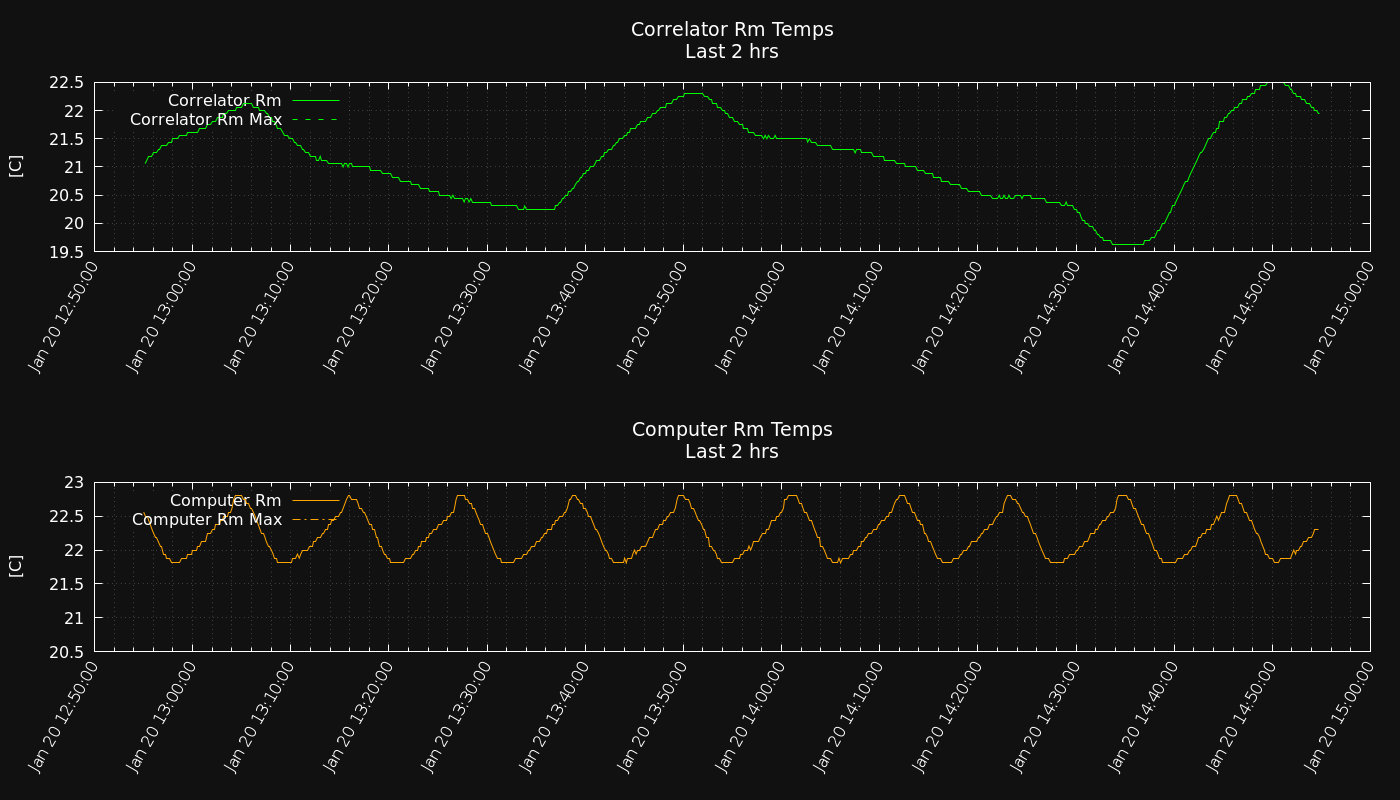 Correlator Rm Temps
Last 2 hrs
22.5
22
21.5
21
20.5
20
19.5
[C]
Correlator Rm
Correlator Rm Max
Jan 20 12:50:00
Jan 20 13:00:00
Jan 20 13:10:00
Jan 20 13:20:00
Jan 20 13:30:00
Jan 20 13:40:00
Jan 20 13:50:00
Jan 20 14:00:00
Jan 20 14:10:00
Jan 20 14:20:00
Jan 20 14:30:00
Jan 20 14:40:00
Jan 20 14:50:00
Jan 20 15:00:00
Computer Rm Temps
Last 2 hrs
23
22.5
22
21.5
21
20.5
[C]
Computer Rm
Computer Rm Max
Jan 20 12:50:00
Jan 20 13:00:00
Jan 20 13:10:00
Jan 20 13:20:00
Jan 20 13:30:00
Jan 20 13:40:00
Jan 20 13:50:00
Jan 20 14:00:00
Jan 20 14:10:00
Jan 20 14:20:00
Jan 20 14:30:00
Jan 20 14:40:00
Jan 20 14:50:00
Jan 20 15:00:00